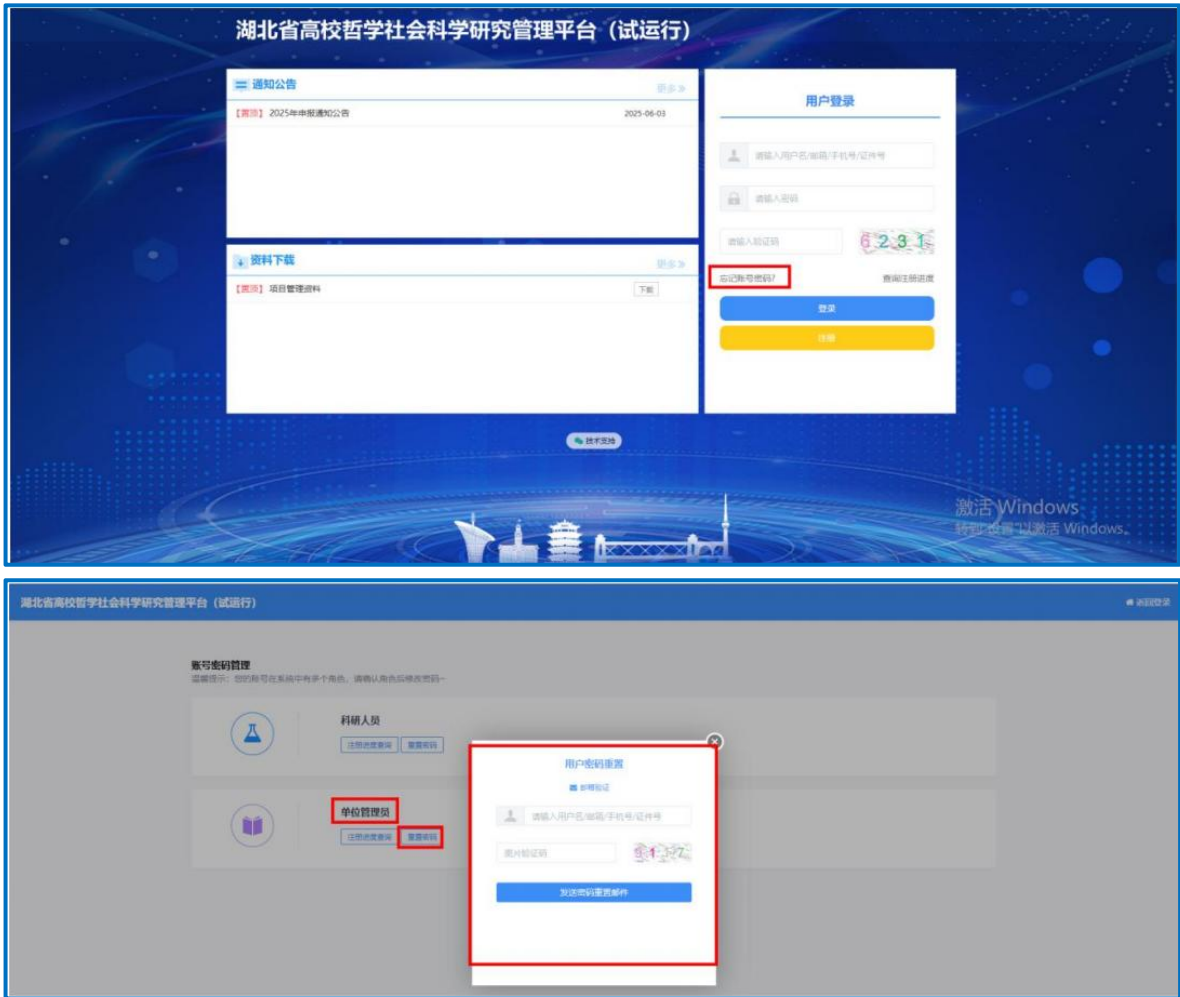 湖北省高校哲学社会科学研究管理平台（试运行）
通知公告
更多
【置顶】 2025年申报通知公告
2025-06-03
资料下载
更多
【置顶】 项目管理资料
下载
用户登录
请输入用户名/邮箱/手机号/证件号
请输入密码
请输入验证码
6231
忘记账号密码?
查询注册进度
登录
注册
技术支持
激活 Windows
转到"设置"以激活 Windows。
湖北省高校哲学社会科学研究管理平台（试运行）
返回登录
账号密码管理
温馨提示：您的账号在系统中有多个角色，请确认角色后修改密码~
科研人员
注册进度查询
重置密码
单位管理员
注册进度查询
重置密码
用户密码重置
邮箱验证
请输入用户名/邮箱/手机号/证件号
图片验证码
发送密码重置邮件